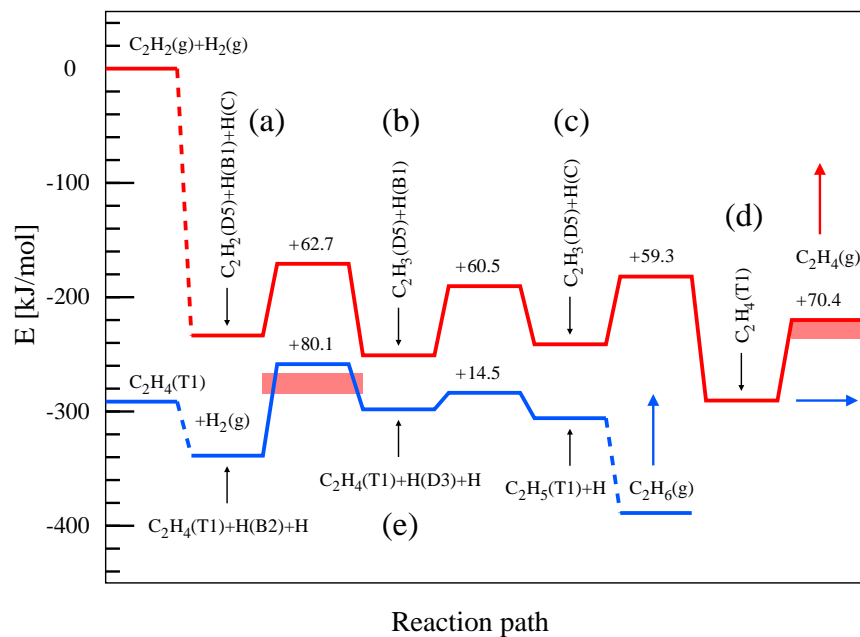 C₂H₂(g)+H₂(g)
0
C₂H₂(D5)+H(B1)+H(C)
(a)
(b)
(c)
C₂H₃(D5)+H(B1)
C₂H₃(D5)+H(C)
-100
(d)
+62.7
+60.5
+59.3
C₂H₄(T1)
C₂H₄(g)
-200
+70.4
E [kJ/mol]
+80.1
+14.5
C₂H₄(T1)
-300
+H₂(g)
C₂H₄(T1)+H(D3)+H
C₂H₅(T1)+H
C₂H₆(g)
C₂H₄(T1)+H(B2)+H
(e)
-400
Reaction path